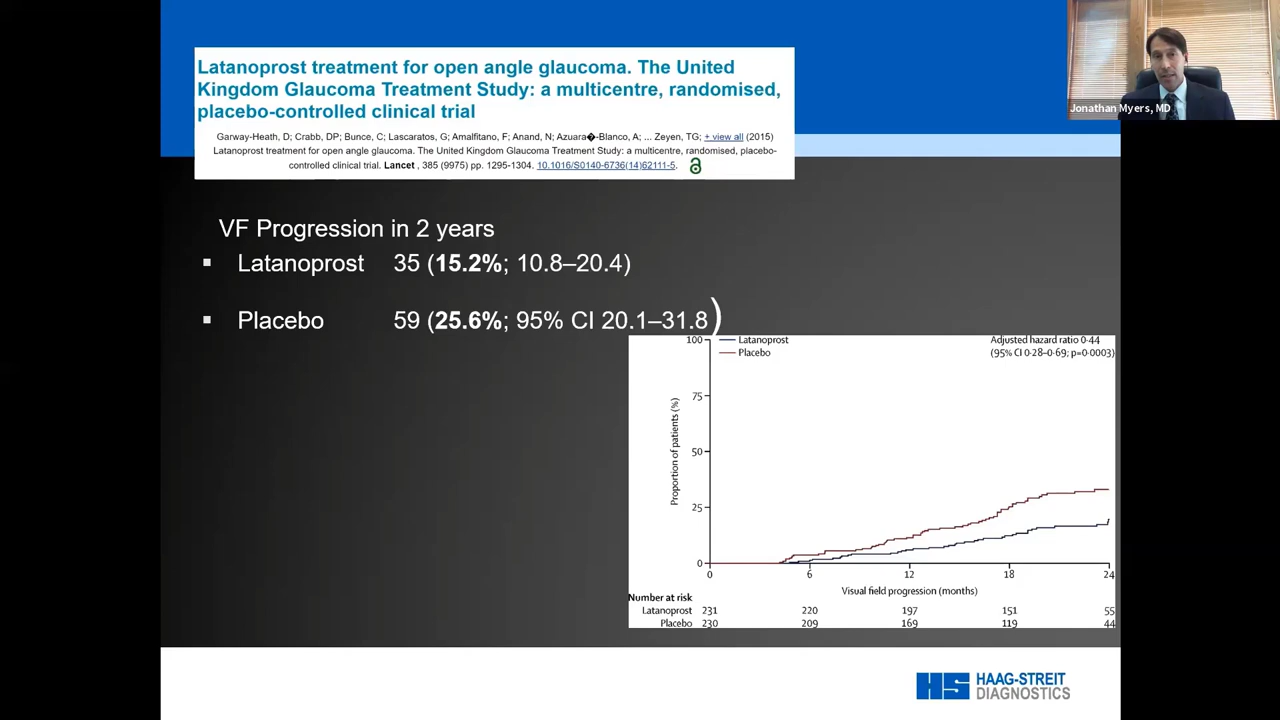 Latanoprost treatment for open angle glaucoma. The United
Kingdom Glaucoma Treatment Study: a multicentre, randomised,
placebo-controlled clinical trial
Garway-Heath, D; Crabb, DP; Bunce, C; Lascaratos, G; Amalfitano, F; Anand, N; Azuara�-Blanco, A; ... Zeyen, TG; + view all (2015)
Latanoprost treatment for open angle glaucoma. The United Kingdom Glaucoma Treatment Study: a multicentre, randomised, placebo-
controlled clinical trial. Lancet , 385 (9975) pp. 1295-1304. 10.1016/S0140-6736(14)62111-5.
Jonathan Myers, MD
VF Progression in 2 years
▪ Latanoprost 35 (15.2%; 10.8–20.4)
▪ Placebo 59 (25.6%; 95% CI 20.1–31.8)
Latanoprost
Placebo
Adjusted hazard ratio 0·44
(95% CI 0·28–0·69; p=0·0003)
Proportion of patients (%)
100
75
50
25
0
0 6 12 18 24
Visual field progression (months)
Number at risk
Latanoprost 231 220 197 151 55
Placebo 230 209 169 119 44
HS HAAG-STREIT
DIAGNOSTICS